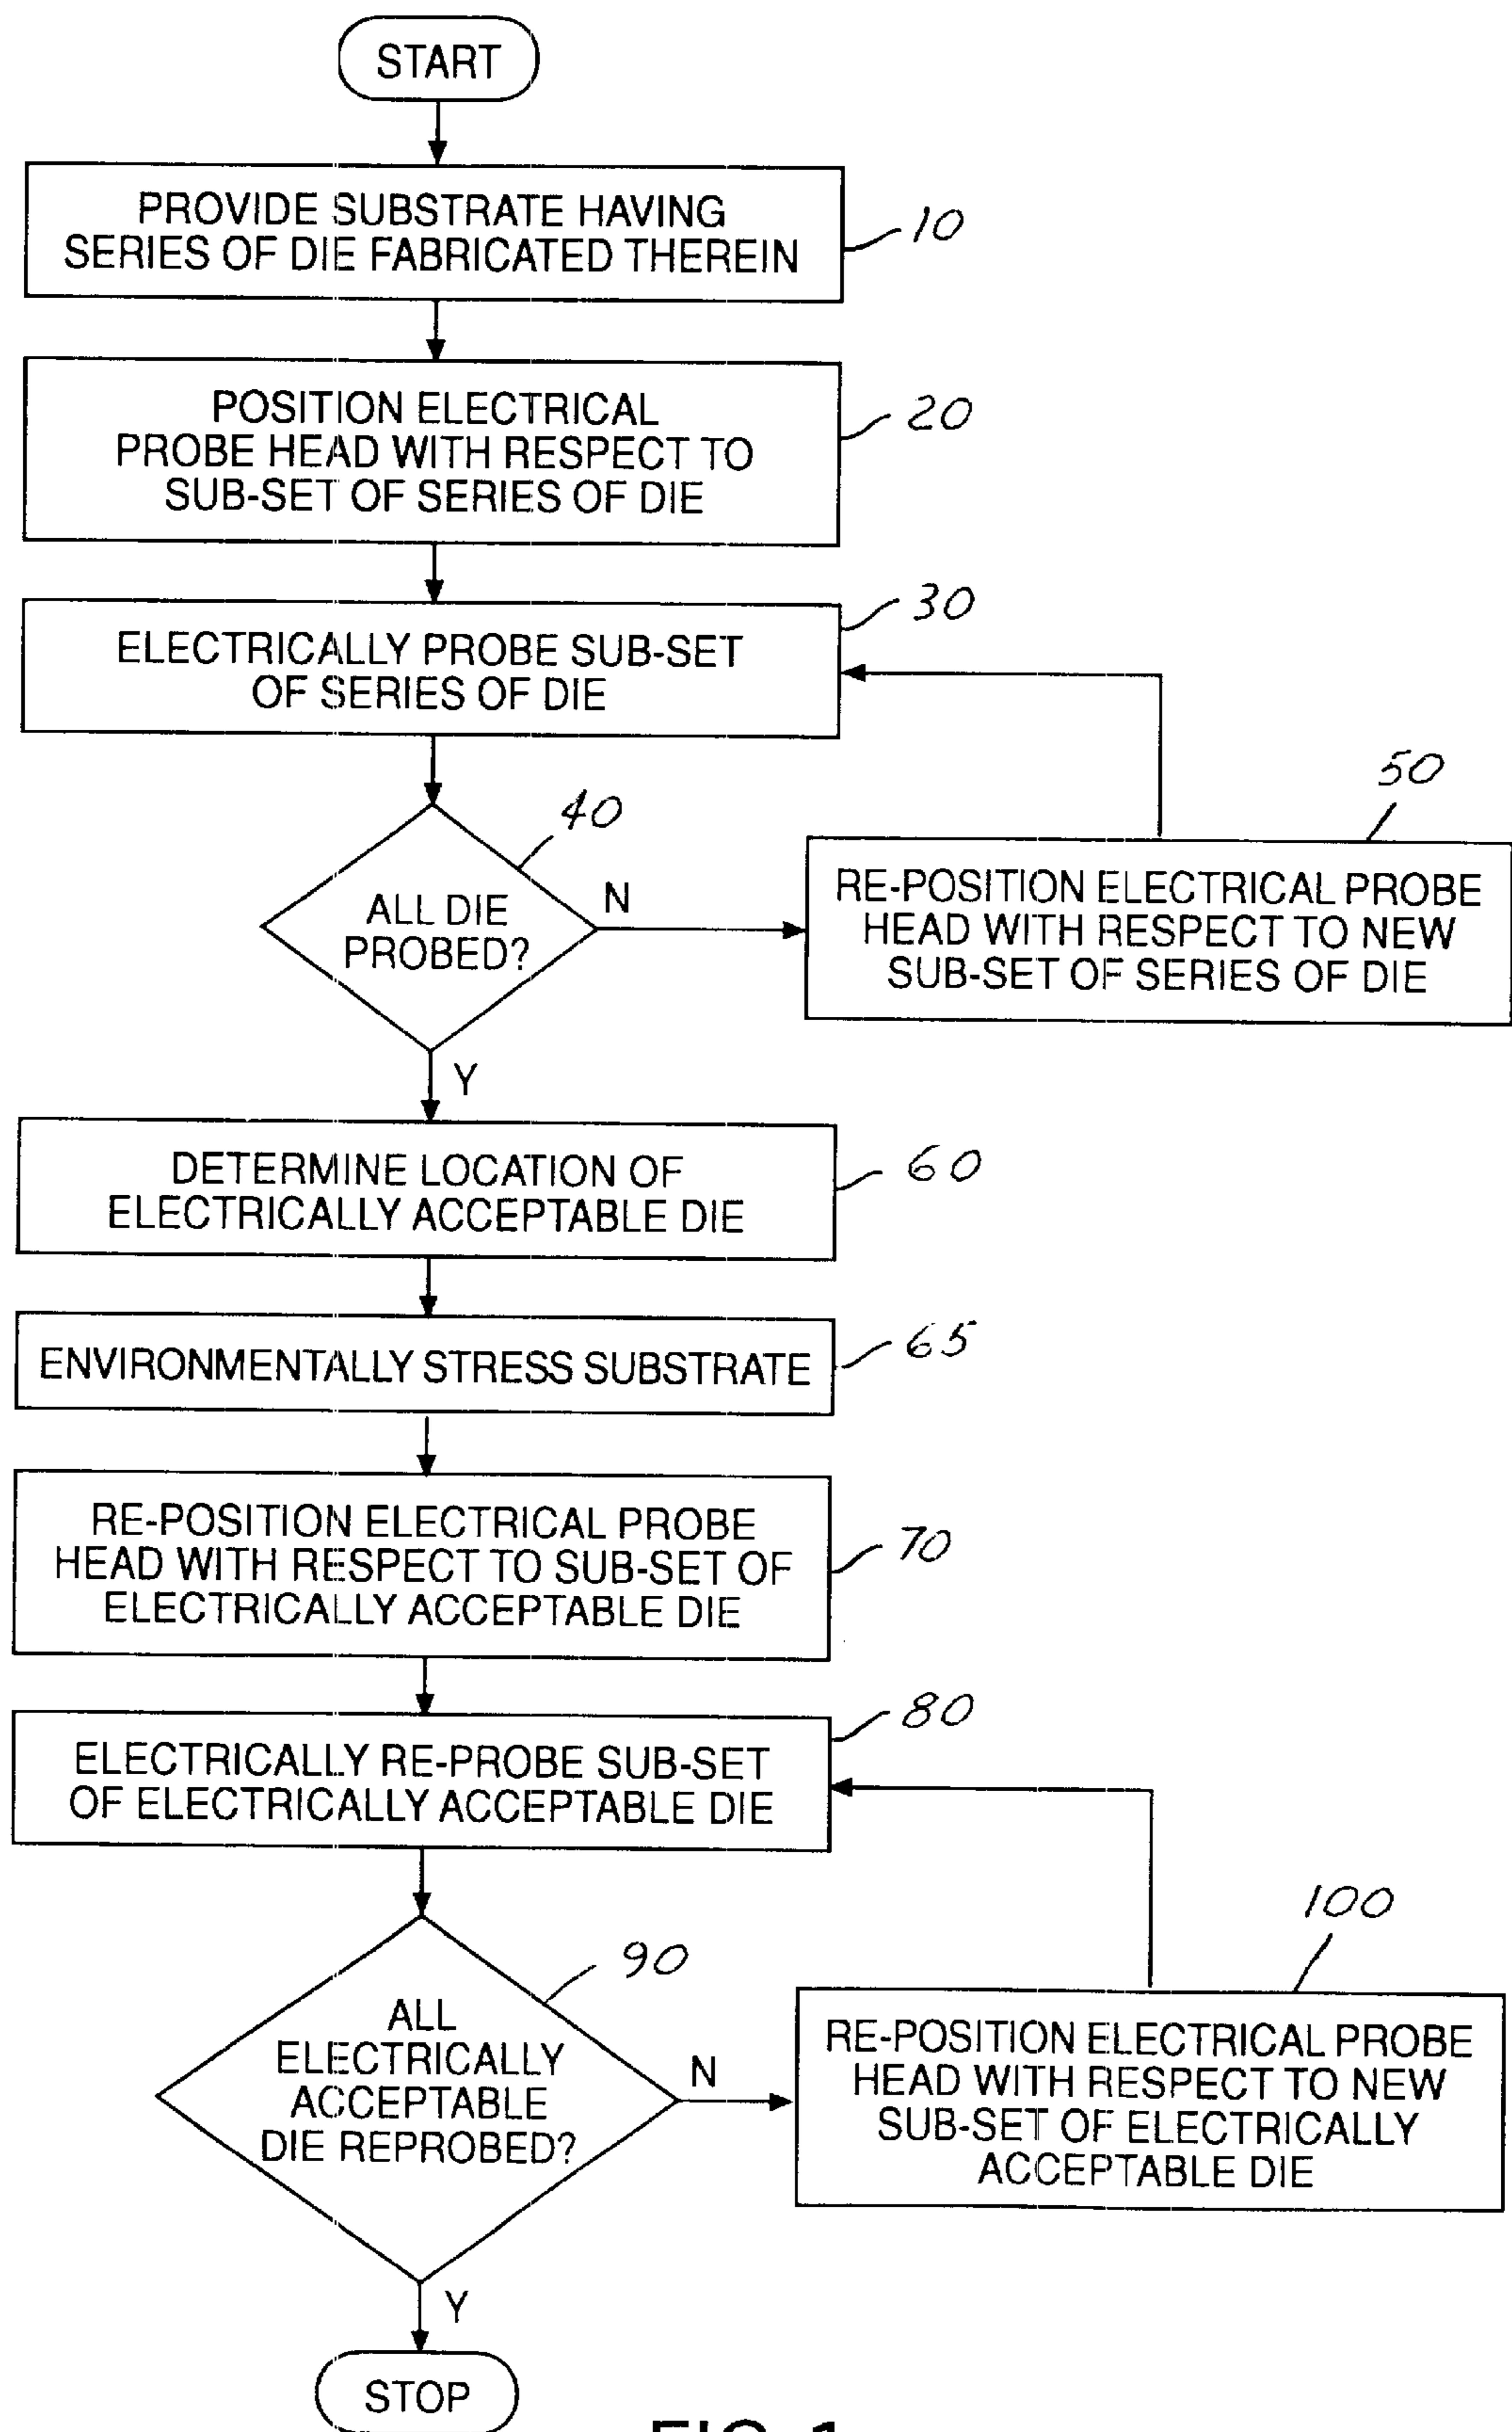 START
PROVIDE SUBSTRATE HAVING
SERIES OF DIE FABRICATED THEREIN
10
POSITION ELECTRICAL
PROBE HEAD WITH RESPECT TO
SUB-SET OF SERIES OF DIE
20
ELECTRICALLY PROBE SUB-SET
OF SERIES OF DIE
30
40
ALL DIE
PROBED?
N
50
RE-POSITION ELECTRICAL PROBE
HEAD WITH RESPECT TO NEW
SUB-SET OF SERIES OF DIE
Y
DETERMINE LOCATION OF
ELECTRICALLY ACCEPTABLE DIE
60
ENVIRONMENTALLY STRESS SUBSTRATE
65
RE-POSITION ELECTRICAL PROBE
HEAD WITH RESPECT TO SUB-SET OF
ELECTRICALLY ACCEPTABLE DIE
70
ELECTRICALLY RE-PROBE SUB-SET
OF ELECTRICALLY ACCEPTABLE DIE
80
90
ALL
ELECTRICALLY
ACCEPTABLE
DIE REPROBED?
N
100
RE-POSITION ELECTRICAL PROBE
HEAD WITH RESPECT TO NEW
SUB-SET OF ELECTRICALLY
ACCEPTABLE DIE
Y
STOP
FIG. 1